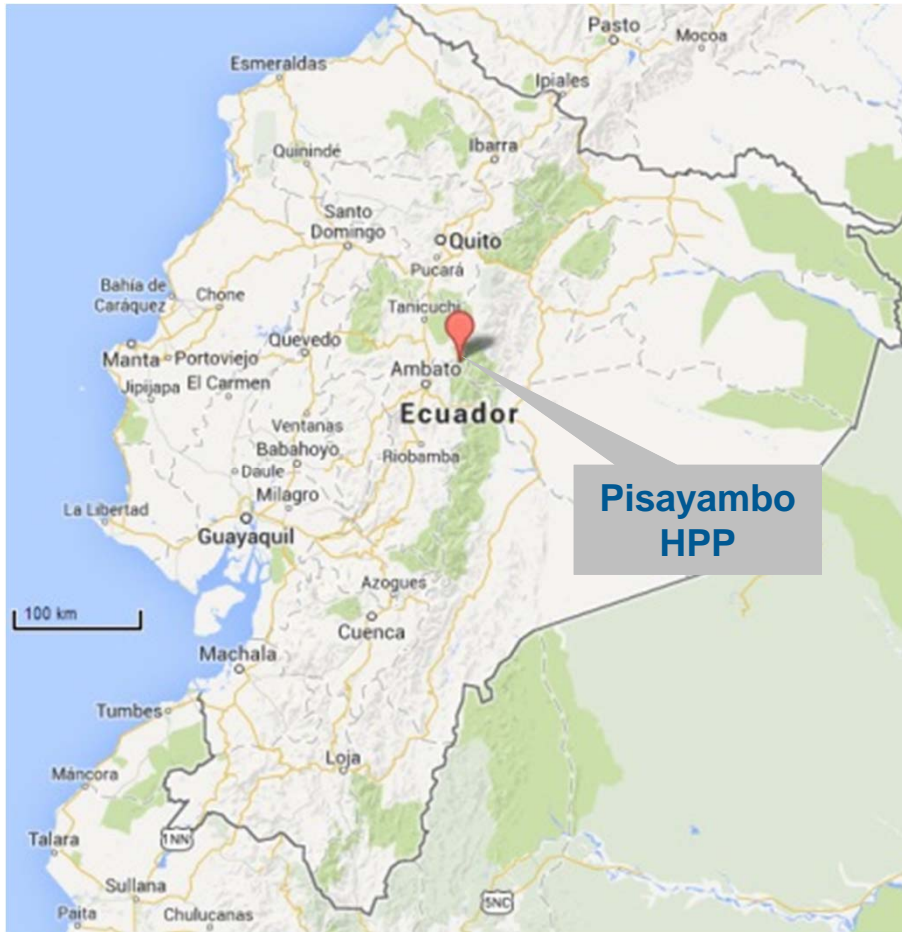 Pasto
Mocoa
Esmeraldas
Ipiales
Ibarra
Quinindé
Santo
Domingo
Quito
Pucará
Bahía de
Caráquez
Chone
Tanicuchi
Quevedo
Manta
Portoviejo
Ambato
Jipijapa
El Carmen
Ecuador
Ventanas
Babahoyo
Riobamba
Daule
Milagro
Pisayambo
HPP
La Libertad
Guayaquil
Azogues
100 km
Cuenca
Machala
Tumbes
Loja
Máncora
1NN
Talara
Sullana
5NC
Paita
Chulucanas